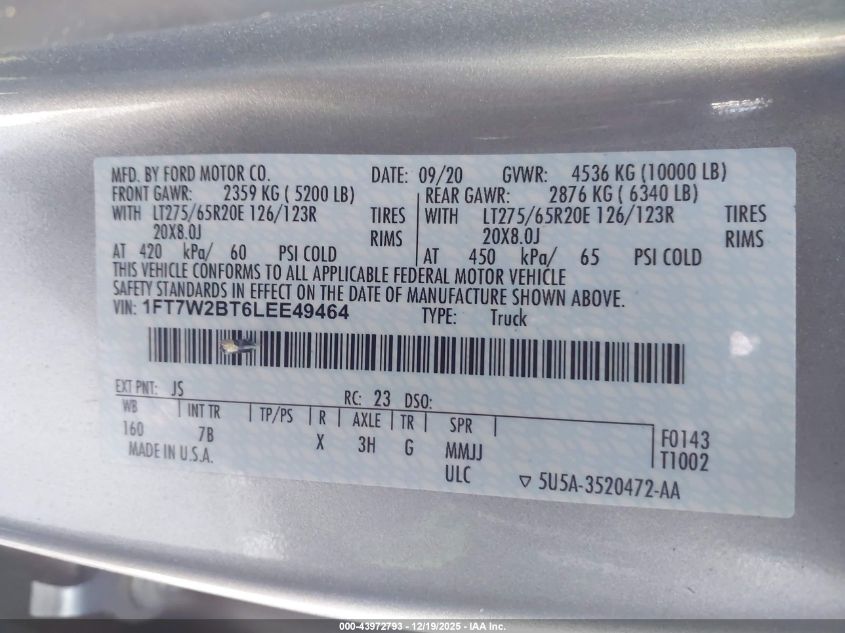 MFD. BY FORD MOTOR CO. DATE: 09/20 GVWR: 4536 KG (10000 LB)
FRONT GAWR: 2359 KG ( 5200 LB) REAR GAWR: 2876 KG ( 6340 LB)
WITH LT275/65R20E 126/123R TIRES WITH LT275/65R20E 126/123R TIRES
20X8.0J RIMS 20X8.0J RIMS
AT 420 kPa/ 60 PSI COLD AT 450 kPa/ 65 PSI COLD
THIS VEHICLE CONFORMS TO ALL APPLICABLE FEDERAL MOTOR VEHICLE
SAFETY STANDARDS IN EFFECT ON THE DATE OF MANUFACTURE SHOWN ABOVE.
VIN: 1FT7W2BT6LEE49464 TYPE: Truck
EXT PNT: JS RC: 23 DSO:
WB INT TR TP/PS R AXLE TR SPR
160 7B X 3H G MMJJ F0143
MADE IN U.S.A. ULC T1002
5U5A-3520472-AA
000-43972793 - 12/19/2025 - IAA Inc.